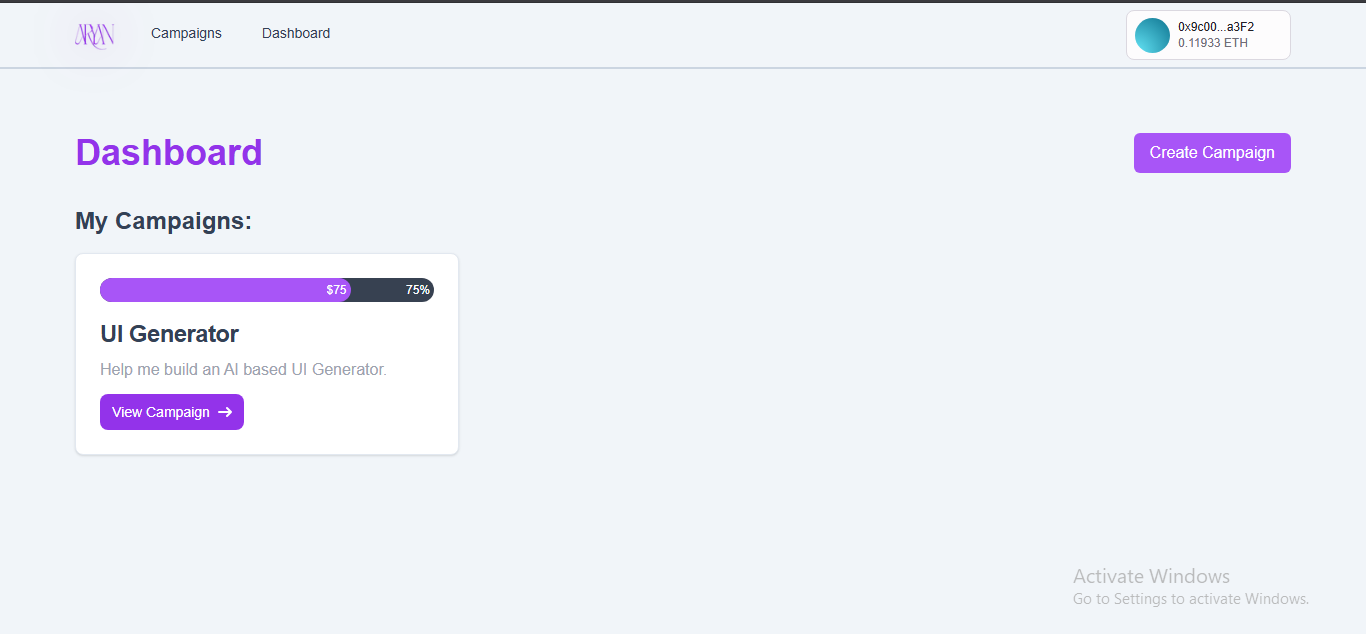 ARYAN
Campaigns
Dashboard
0x9c00...a3F2
0.11933 ETH
Dashboard
Create Campaign
My Campaigns:
$75
75%
UI Generator
Help me build an AI based UI Generator.
View Campaign →
Activate Windows
Go to Settings to activate Windows.